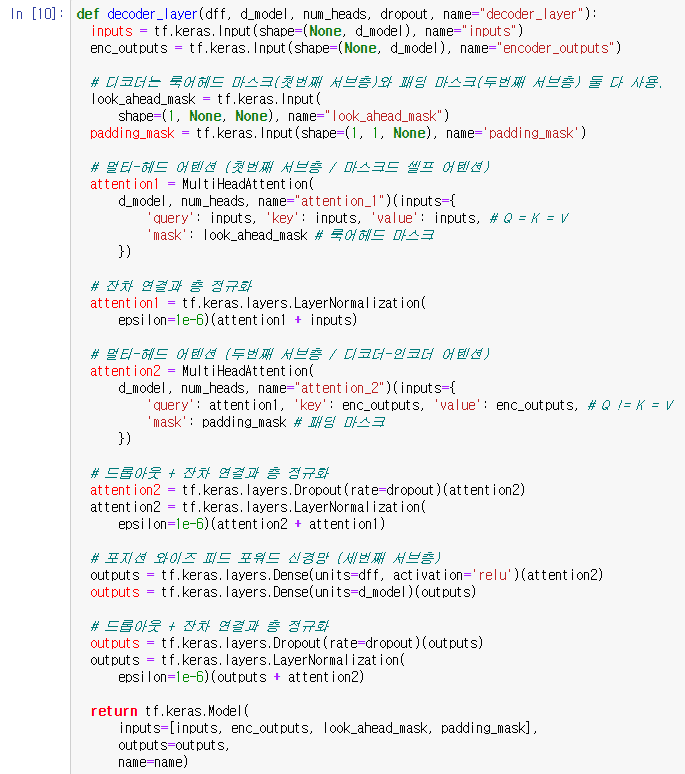 In [10]: def decoder_layer(dff, d_model, num_heads, dropout, name="decoder_layer"):
inputs = tf.keras.Input(shape=(None, d_model), name="inputs")
enc_outputs = tf.keras.Input(shape=(None, d_model), name="encoder_outputs")
# 디코더는 룩어헤드 마스크(첫번째 서브층)와 패딩 마스크(두번째 서브층) 둘 다 사용.
look_ahead_mask = tf.keras.Input(
shape=(1, None, None), name="look_ahead_mask")
padding_mask = tf.keras.Input(shape=(1, 1, None), name='padding_mask')
# 멀티-헤드 어텐션 (첫번째 서브층 / 마스크드 셀프 어텐션)
attention1 = MultiHeadAttention(
d_model, num_heads, name="attention_1")(inputs={
'query': inputs, 'key': inputs, 'value': inputs, # Q = K = V
'mask': look_ahead_mask # 룩어헤드 마스크
})
# 잔차 연결과 층 정규화
attention1 = tf.keras.layers.LayerNormalization(
epsilon=1e-6)(attention1 + inputs)
# 멀티-헤드 어텐션 (두번째 서브층 / 디코더-인코더 어텐션)
attention2 = MultiHeadAttention(
d_model, num_heads, name="attention_2")(inputs={
'query': attention1, 'key': enc_outputs, 'value': enc_outputs, # Q != K = V
'mask': padding_mask # 패딩 마스크
})
# 드롭아웃 + 잔차 연결과 층 정규화
attention2 = tf.keras.layers.Dropout(rate=dropout)(attention2)
attention2 = tf.keras.layers.LayerNormalization(
epsilon=1e-6)(attention2 + attention1)
# 포지션 와이즈 피드 포워드 신경망 (세번째 서브층)
outputs = tf.keras.layers.Dense(units=dff, activation='relu')(attention2)
outputs = tf.keras.layers.Dense(units=d_model)(outputs)
# 드롭아웃 + 잔차 연결과 층 정규화
outputs = tf.keras.layers.Dropout(rate=dropout)(outputs)
outputs = tf.keras.layers.LayerNormalization(
epsilon=1e-6)(outputs + attention2)
return tf.keras.Model(
inputs=[inputs, enc_outputs, look_ahead_mask, padding_mask],
outputs=outputs,
name=name)